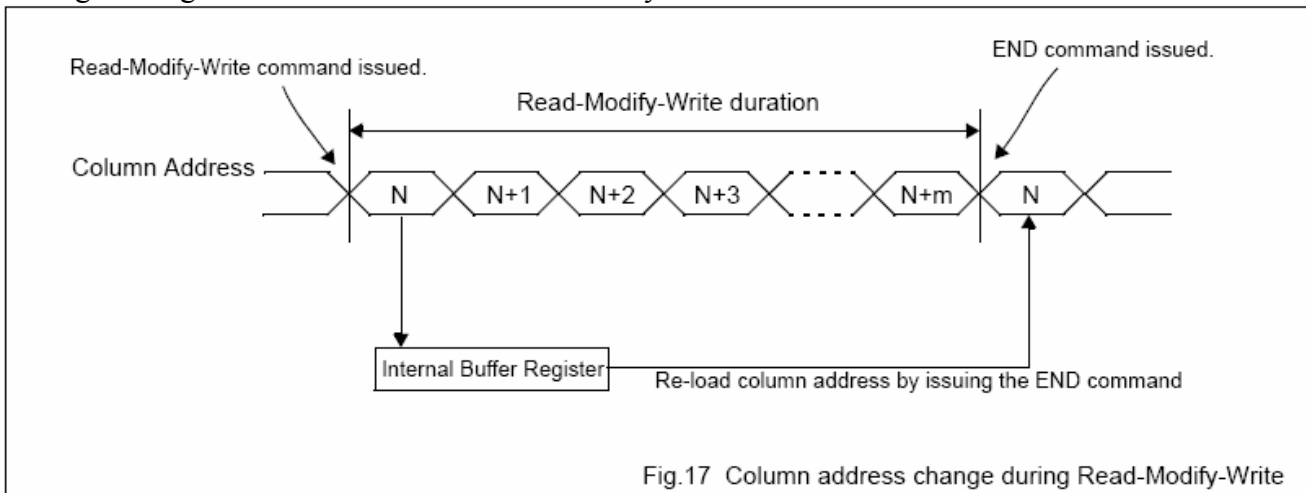 Read-Modify-Write command issued.
END command issued.
Read-Modify-Write duration
Column Address
N
N+1
N+2
N+3
N+m
N
Internal Buffer Register
Re-load column address by issuing the END command
Fig.17 Column address change during Read-Modify-Write